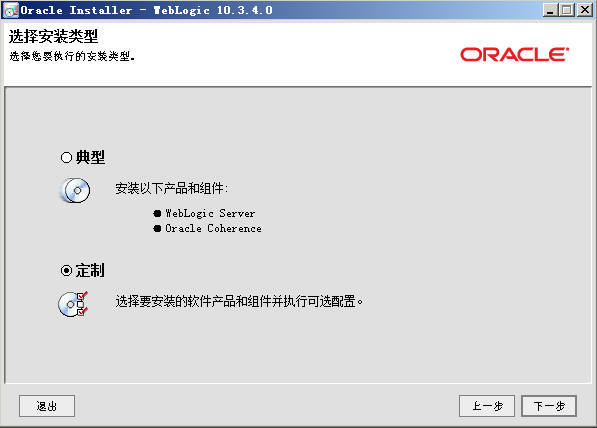 Oracle Installer - WebLogic 10.3.4.0
选择安装类型
选择您要执行的安装类型。
ORACLE
典型
安装以下产品和组件:
WebLogic Server
Oracle Coherence
定制
选择要安装的软件产品和组件并执行可选配置。
退出
上一步
下一步